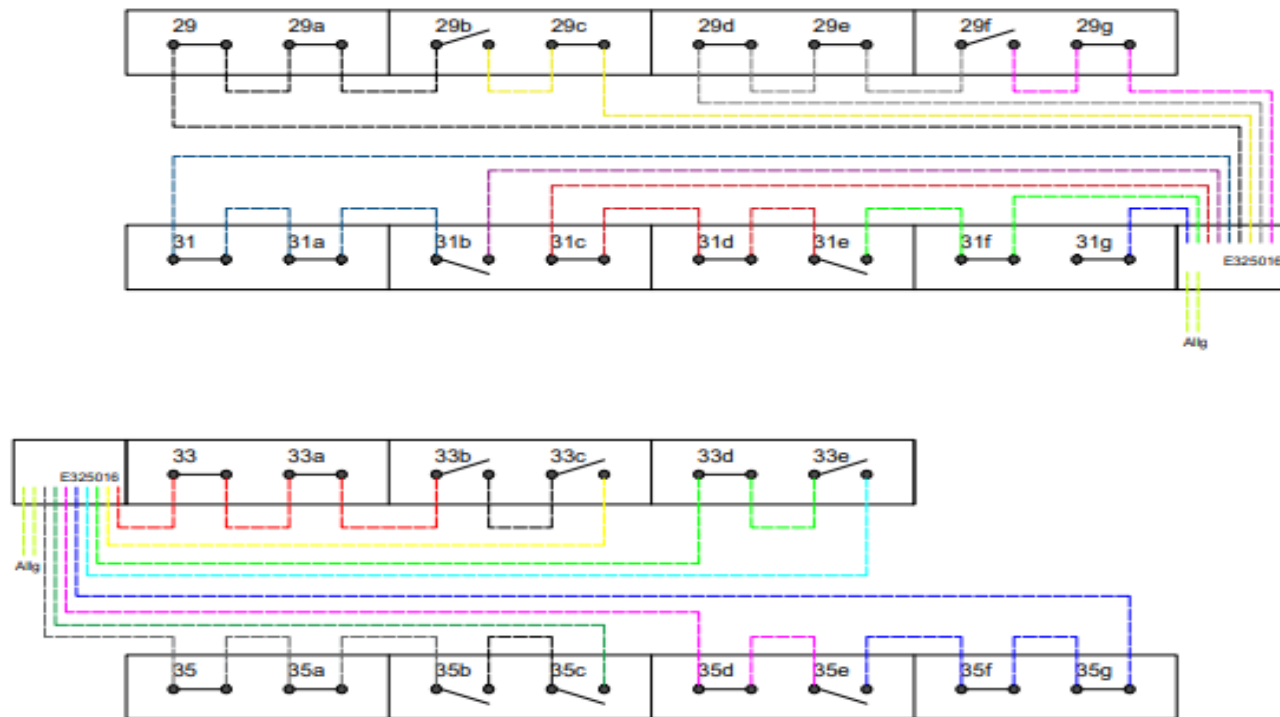 29 29a 29b 29c 29d 29e 29f 29g
31 31a 31b 31c 31d 31e 31f 31g
E325016
Allg
33 33a 33b 33c 33d 33e
E325016
Allg
35 35a 35b 35c 35d 35e 35f 35g